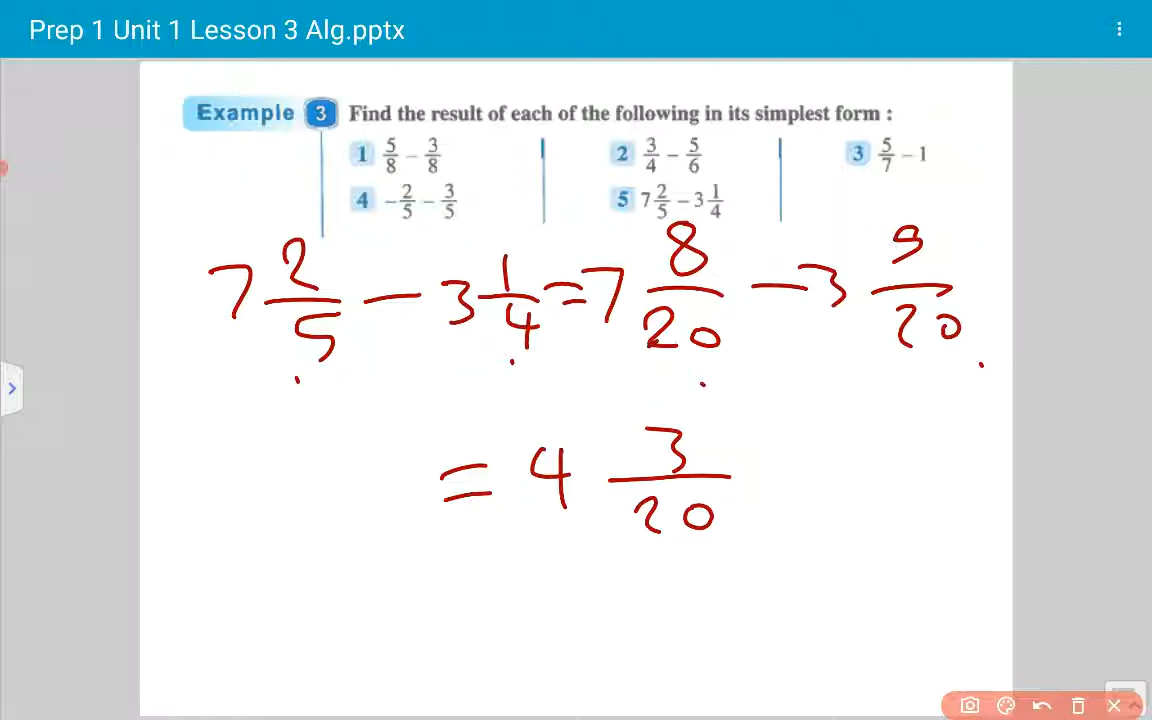 Prep 1 Unit 1 Lesson 3 Alg.pptx
Example 3 Find the result of each of the following in its simplest form :
1 5/8 - 3/8 2 3/4 - 5/6 3 5/7 - 1
4 - 2/5 - 3/5 5 7 2/5 - 3 1/4
7 2/5 - 3 1/4 = 7 8/20 - 3 5/20
= 4 3/20